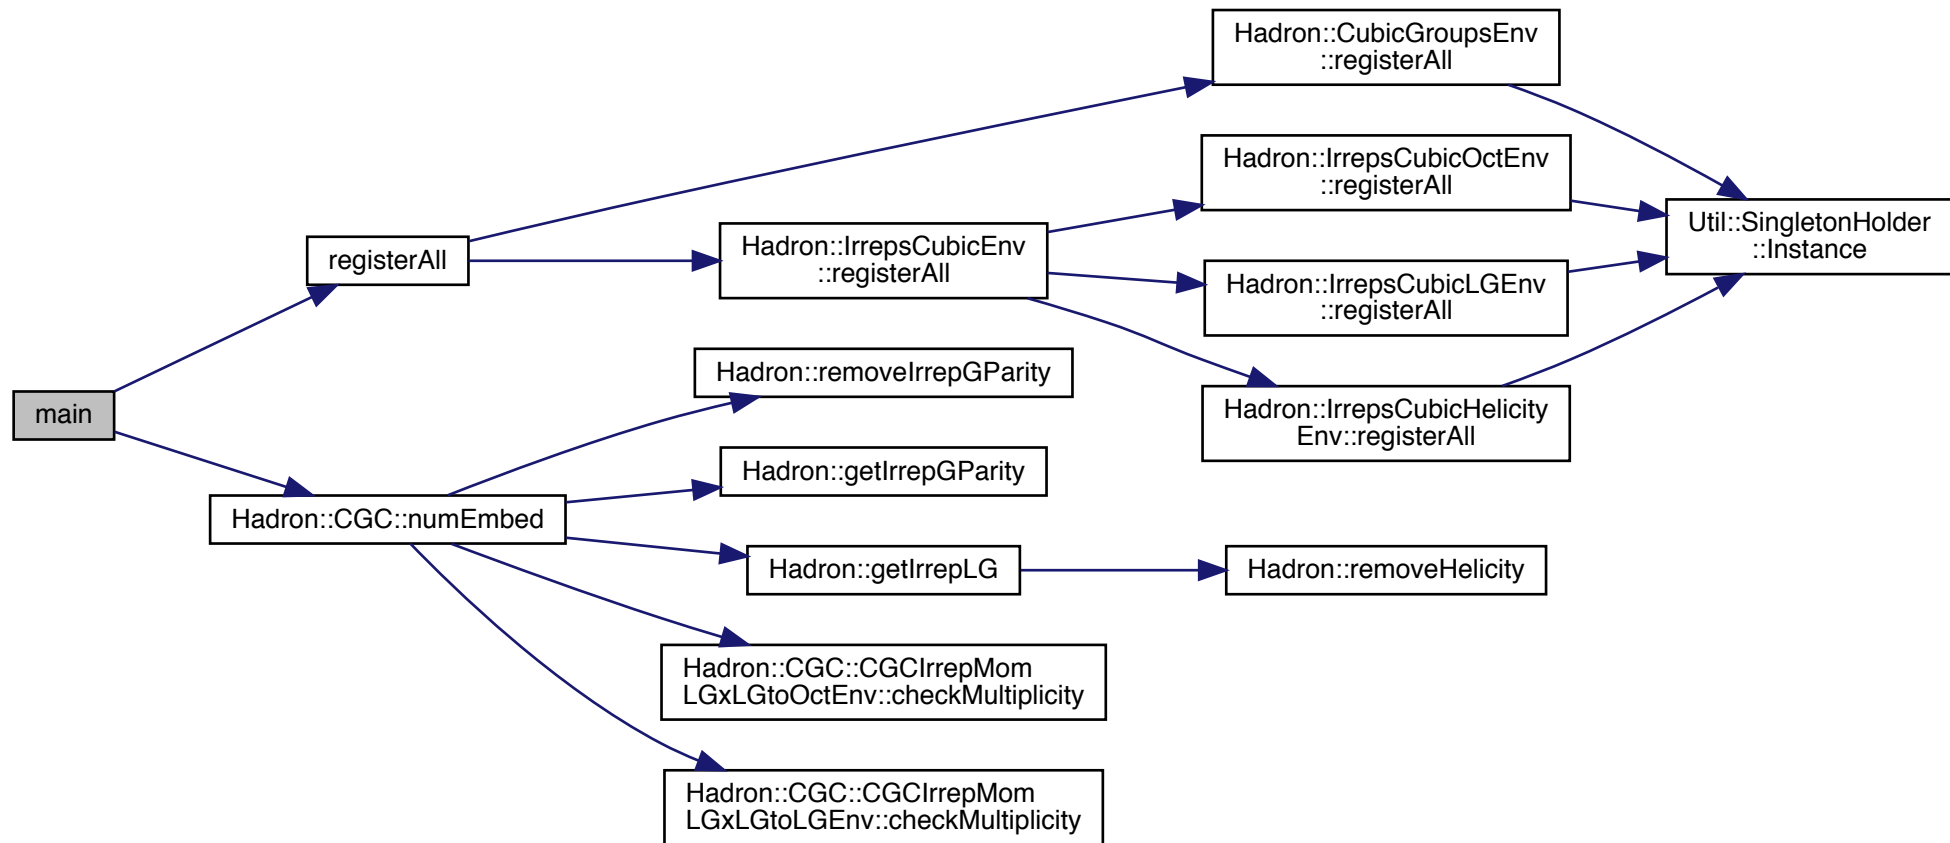 main
registerAll
Hadron::CGC::numEmbed
Hadron::CubicGroupsEnv
::registerAll
Hadron::IrrepsCubicEnv
::registerAll
Hadron::IrrepsCubicOctEnv
::registerAll
Hadron::IrrepsCubicLGEnv
::registerAll
Hadron::IrrepsCubicHelicity
Env::registerAll
Util::SingletonHolder
::Instance
Hadron::removeIrrepGParity
Hadron::getIrrepGParity
Hadron::getIrrepLG
Hadron::removeHelicity
Hadron::CGC::CGCIrrepMom
LGxLGtoOctEnv::checkMultiplicity
Hadron::CGC::CGCIrrepMom
LGxLGtoLGEnv::checkMultiplicity